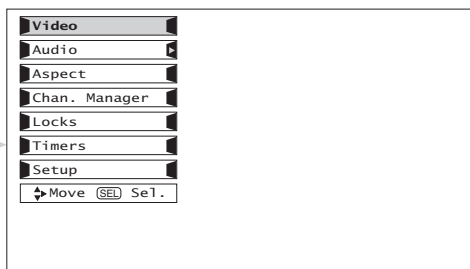 Video
Audio
Aspect
Chan. Manager
Locks
Timers
Setup
Move SEL Sel.